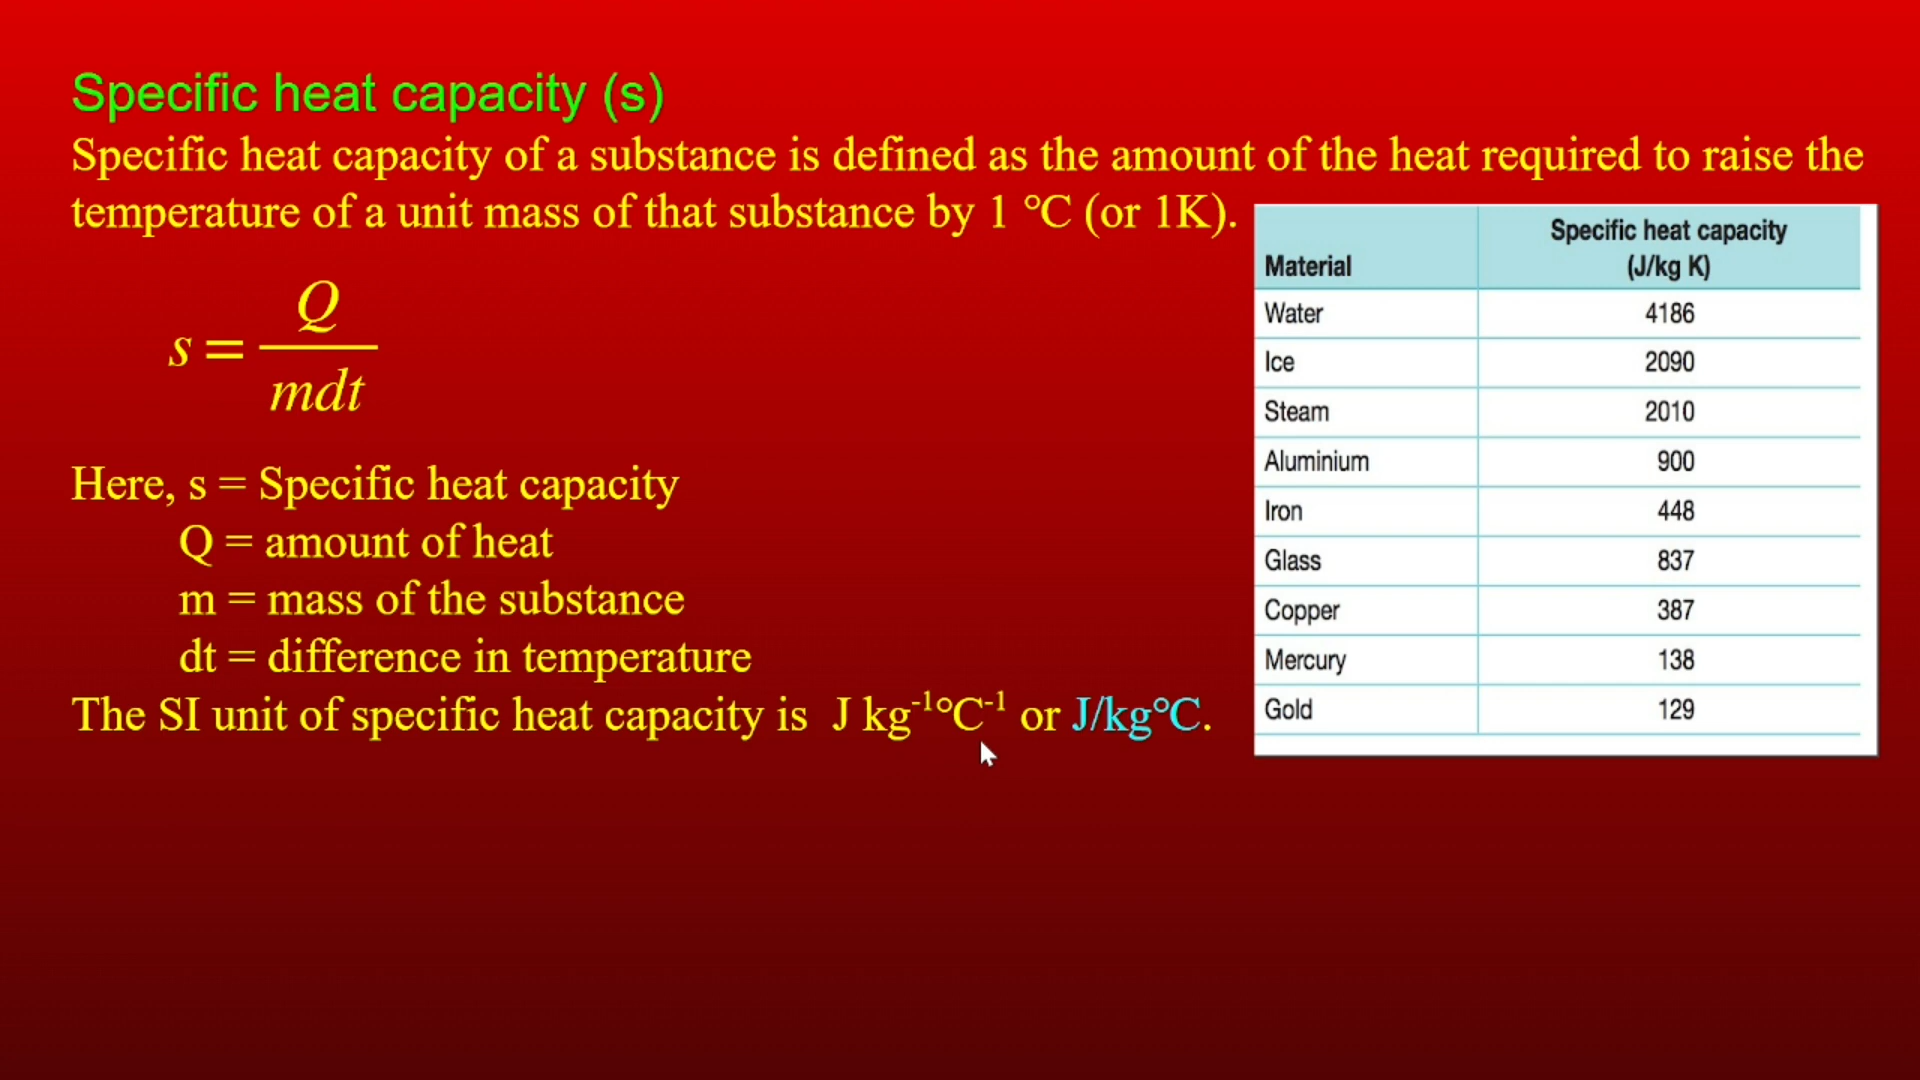 Specific heat capacity (s)
Specific heat capacity of a substance is defined as the amount of the heat required to raise the
temperature of a unit mass of that substance by 1 °C (or 1K).
s = Q / mdt
Here, s = Specific heat capacity
Q = amount of heat
m = mass of the substance
dt = difference in temperature
The SI unit of specific heat capacity is J kg⁻¹°C⁻¹ or J/kg°C.
Material Specific heat capacity (J/kg K)
Water 4186
Ice 2090
Steam 2010
Aluminium 900
Iron 448
Glass 837
Copper 387
Mercury 138
Gold 129